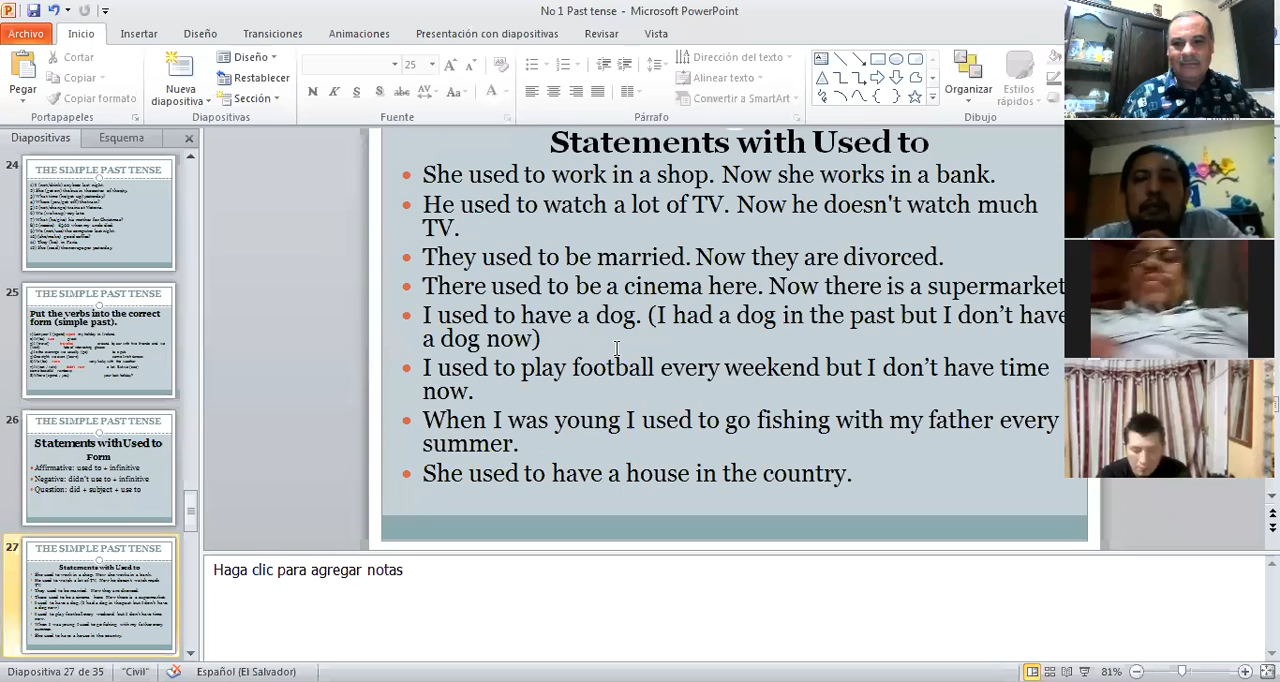 No 1 Past tense - Microsoft PowerPoint
Archivo Inicio Insertar Diseño Transiciones Animaciones Presentación con diapositivas Revisar Vista
Pegar
Cortar
Copiar
Copiar formato
Portapapeles
Nueva
diapositiva
Diseño
Restablecer
Sección
Diapositivas
25
Fuente
Párrafo
Dirección del texto
Alinear texto
Convertir a SmartArt
Organizar
Estilos
rápidos
Dibujo
Diapositivas Esquema
24
THE SIMPLE PAST TENSE
25
THE SIMPLE PAST TENSE
Put the verbs into the correct
form (simple past).
26
THE SIMPLE PAST TENSE
Statements with Used to
Form
Affirmative: used to + infinitive
Negative: didn't use to + infinitive
Question: did + subject + use to
27
THE SIMPLE PAST TENSE
Statements with Used to
Statements with Used to
She used to work in a shop. Now she works in a bank.
He used to watch a lot of TV. Now he doesn't watch much
TV.
They used to be married. Now they are divorced.
There used to be a cinema here. Now there is a supermarket
I used to have a dog. (I had a dog in the past but I don’t have
a dog now)
I used to play football every weekend but I don’t have time
now.
When I was young I used to go fishing with my father every
summer.
She used to have a house in the country.
Haga clic para agregar notas
Diapositiva 27 de 35 "Civil" Español (El Salvador) 81%